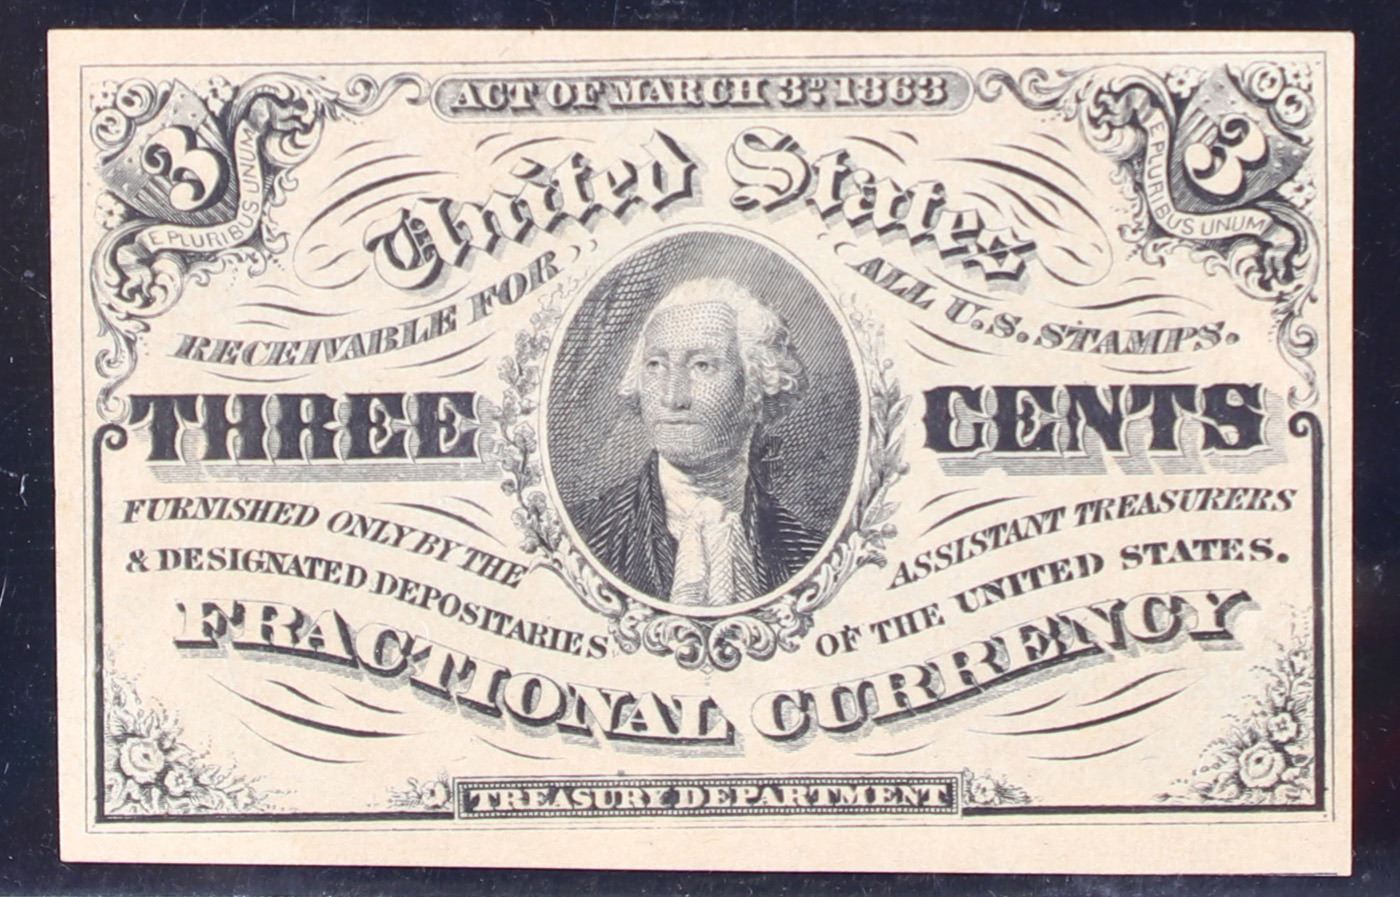 ACT OF MARCH 3D. 1863
3
E PLURIBUS UNUM
3
E PLURIBUS UNUM
United States
RECEIVABLE FOR ALL U.S. STAMPS.
THREE CENTS
FURNISHED ONLY BY THE ASSISTANT TREASURERS
& DESIGNATED DEPOSITARIES OF THE UNITED STATES.
FRACTIONAL CURRENCY
TREASURY DEPARTMENT